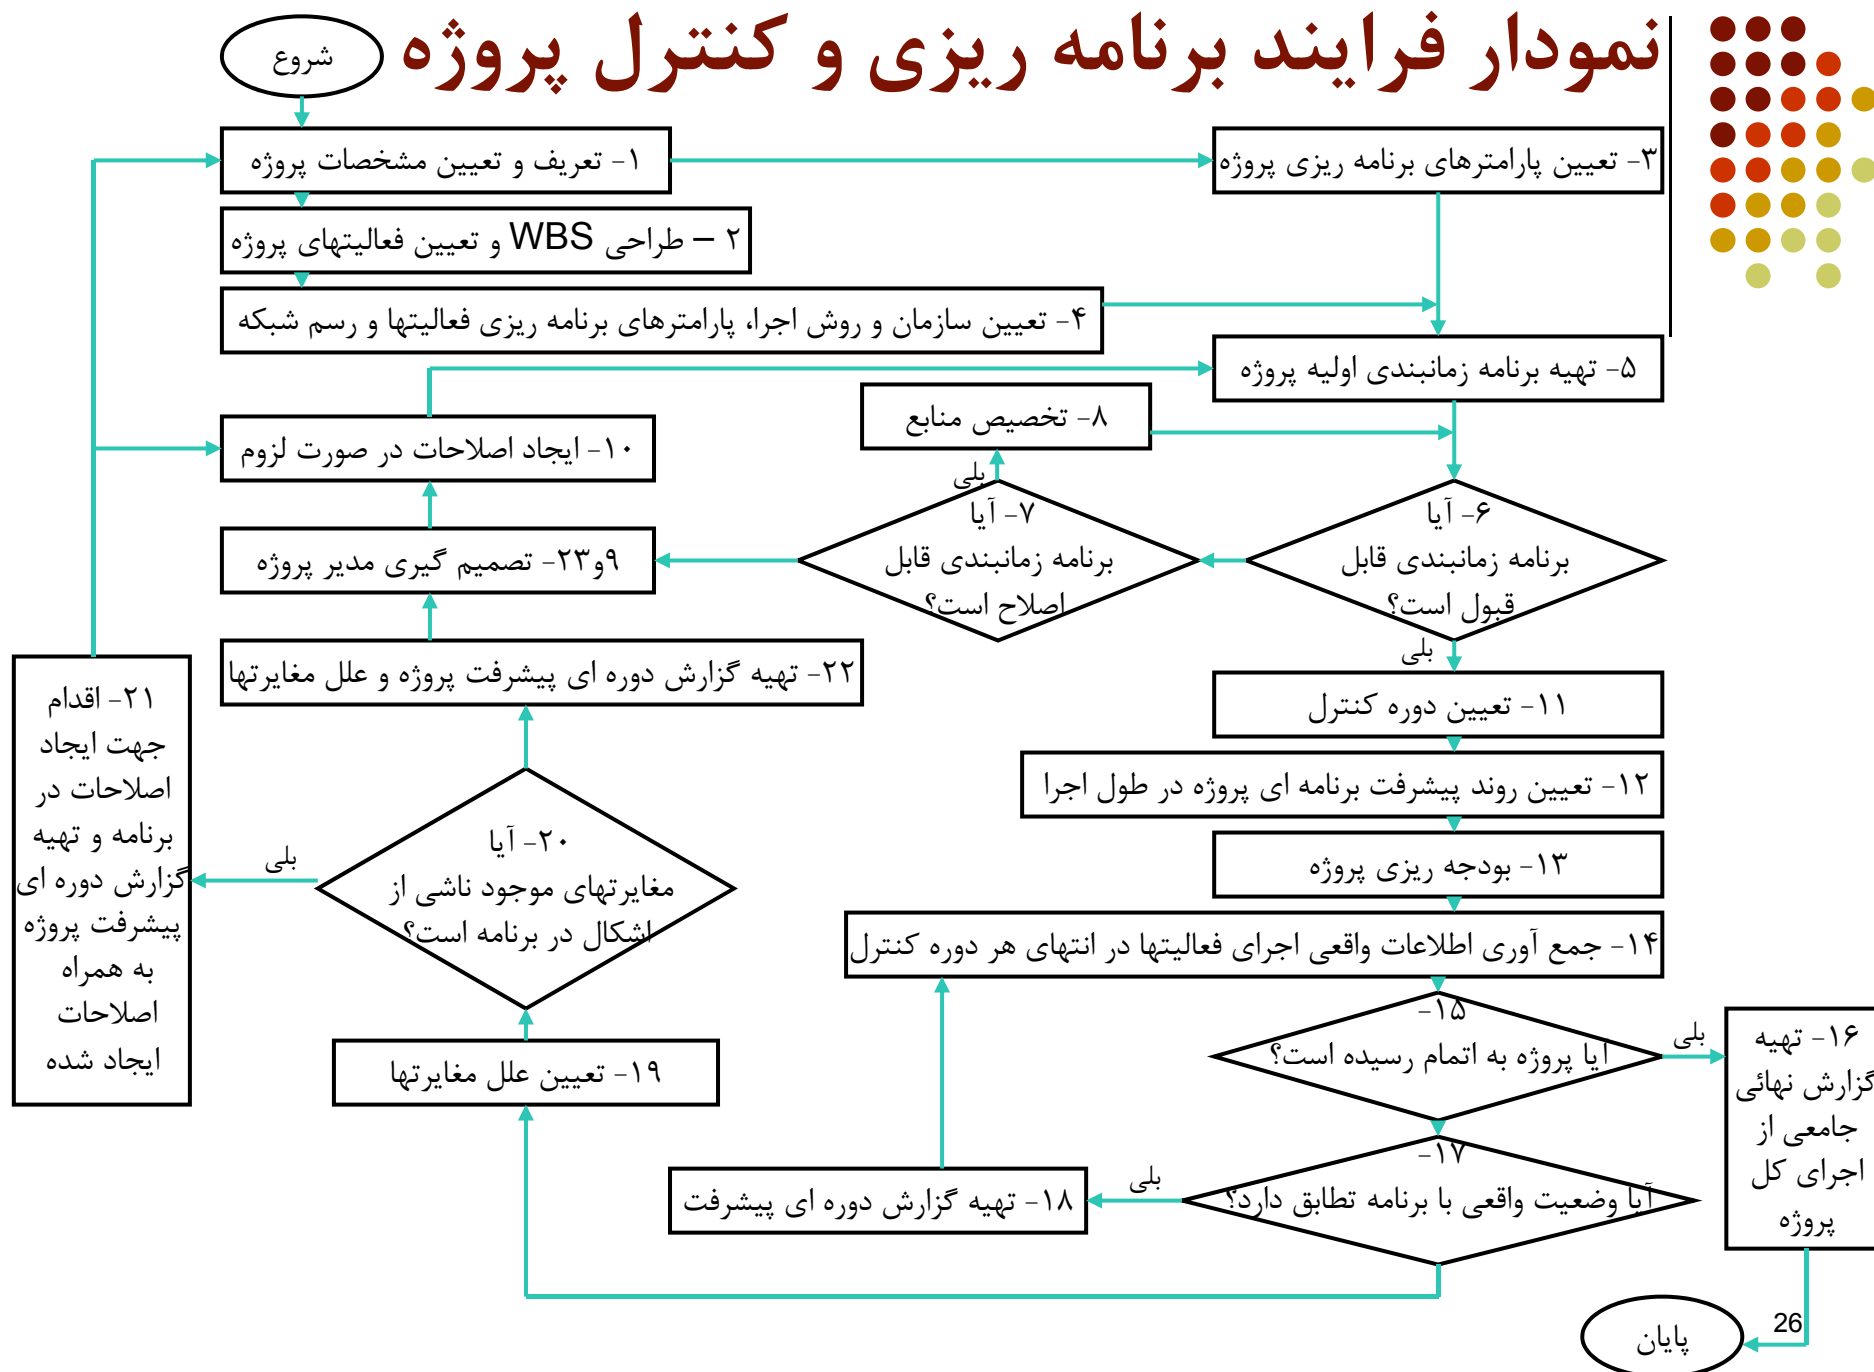 نمودار فرایند برنامه ریزی و کنترل پروژه
شروع
۱- تعریف و تعیین مشخصات پروژه
۳- تعیین پارامترهای برنامه ریزی پروژه
۲ – طراحی WBS و تعیین فعالیتهای پروژه
۴- تعیین سازمان و روش اجرا، پارامترهای برنامه ریزی فعالیتها و رسم شبکه
۵- تهیه برنامه زمانبندی اولیه پروژه
۸- تخصیص منابع
۱۰- ایجاد اصلاحات در صورت لزوم
بلی
۶- آیا
برنامه زمانبندی قابل
قبول است؟
۷- آیا
برنامه زمانبندی قابل
اصلاح است؟
۹و۲۳- تصمیم گیری مدیر پروژه
بلی
۲۲- تهیه گزارش دوره ای پیشرفت پروژه و علل مغایرتها
۱۱- تعیین دوره کنترل
۱۲- تعیین روند پیشرفت برنامه ای پروژه در طول اجرا
۱۳- بودجه ریزی پروژه
۱۴- جمع آوری اطلاعات واقعی اجرای فعالیتها در انتهای هر دوره کنترل
۲۱- اقدام
جهت ایجاد
اصلاحات در
برنامه و تهیه
گزارش دوره ای
پیشرفت پروژه
به همراه
اصلاحات
ایجاد شده
بلی
۲۰- آیا
مغایرتهای موجود ناشی از
اشکال در برنامه است؟
۱۵-
آیا پروژه به اتمام رسیده است؟
بلی
۱۶- تهیه
گزارش نهائی
جامعی از
اجرای کل
پروژه
۱۹- تعیین علل مغایرتها
۱۷-
آیا وضعیت واقعی با برنامه تطابق دارد؟
بلی
۱۸- تهیه گزارش دوره ای پیشرفت
پایان
26